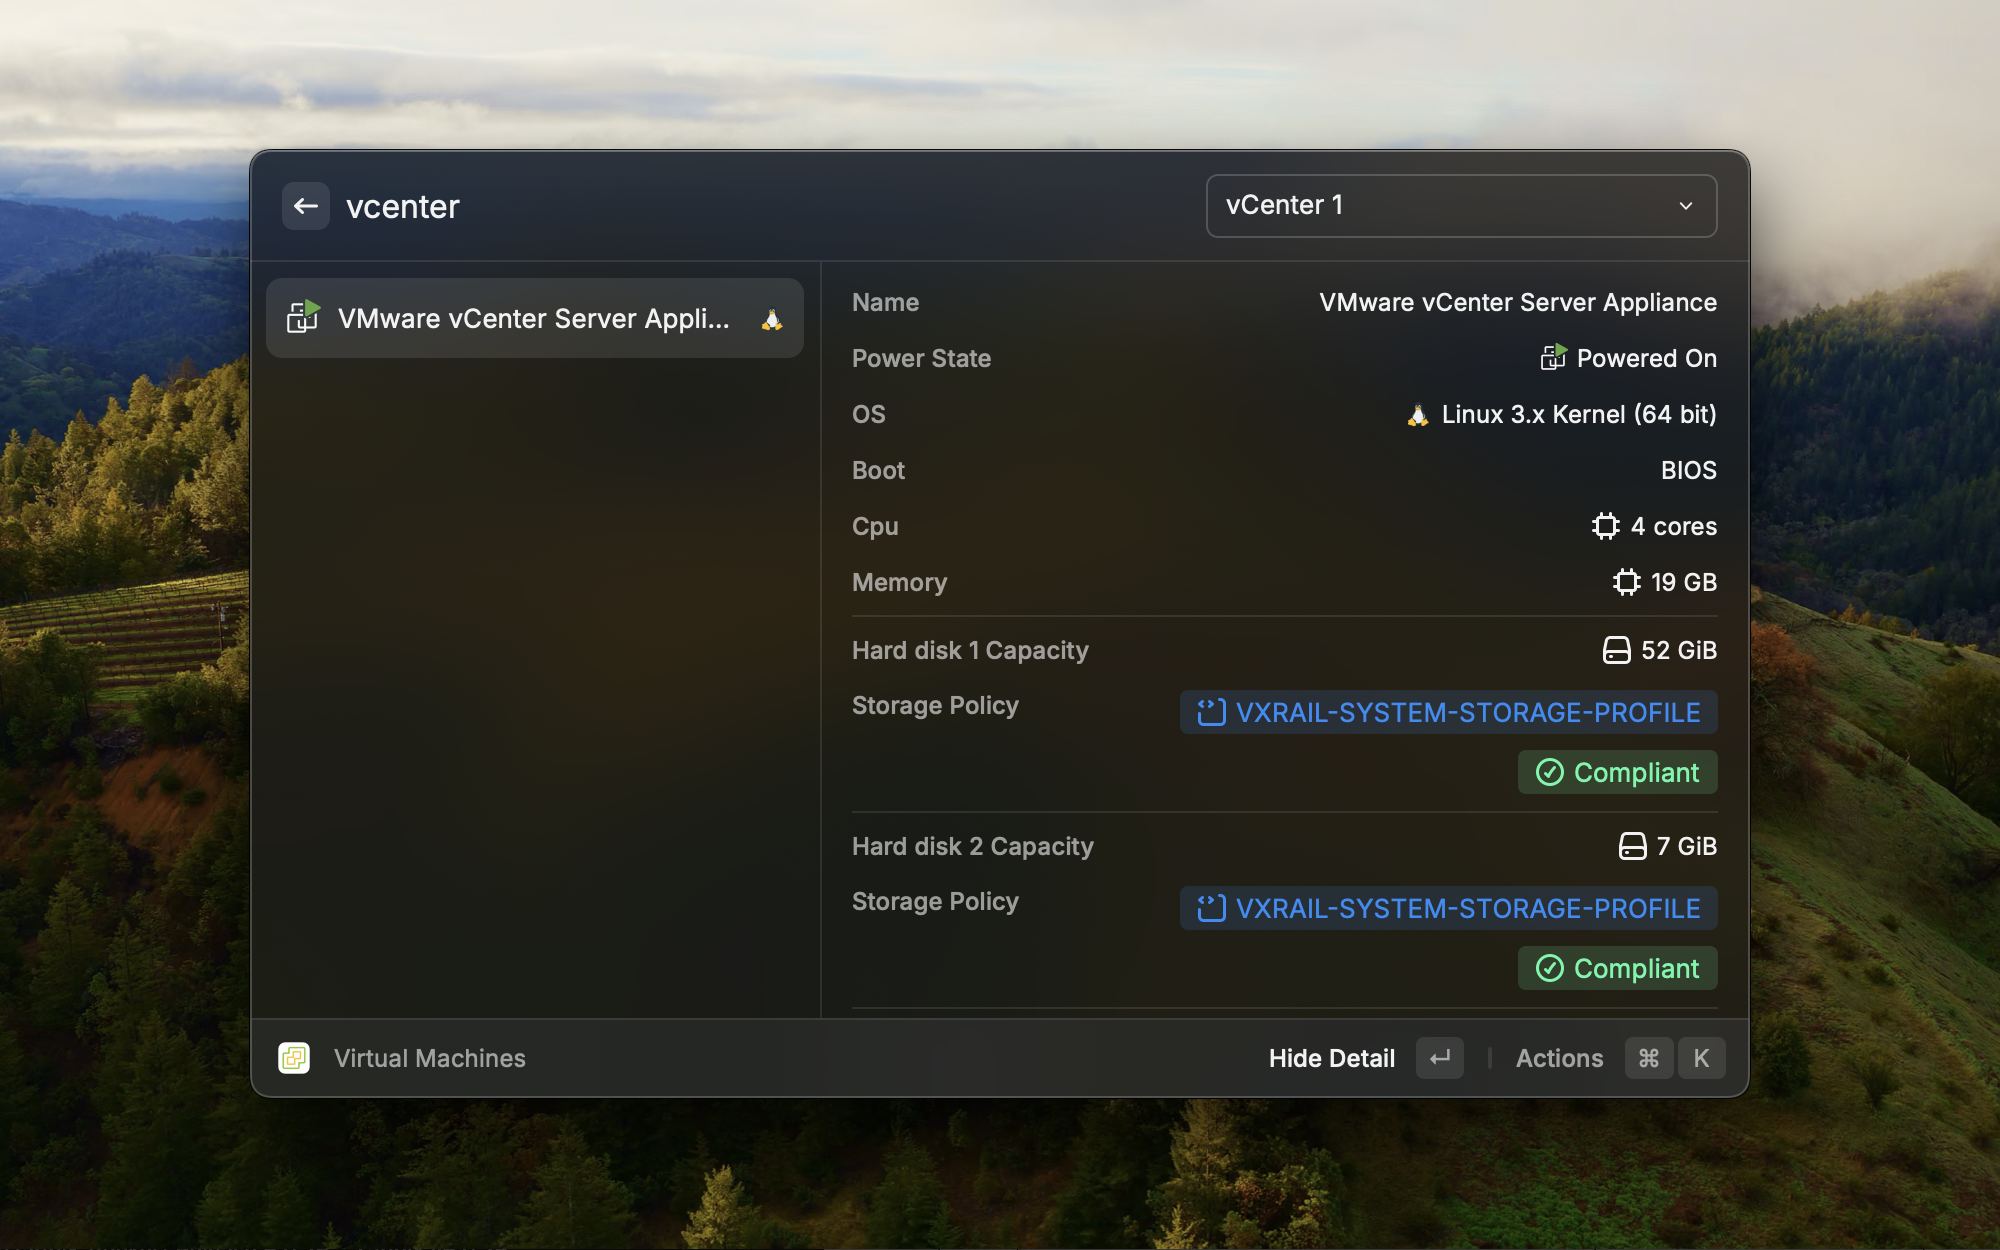 vcenter
vCenter 1
VMware vCenter Server Appli...
Name VMware vCenter Server Appliance
Power State Powered On
OS Linux 3.x Kernel (64 bit)
Boot BIOS
Cpu 4 cores
Memory 19 GB
Hard disk 1 Capacity 52 GiB
Storage Policy VXRAIL-SYSTEM-STORAGE-PROFILE
Compliant
Hard disk 2 Capacity 7 GiB
Storage Policy VXRAIL-SYSTEM-STORAGE-PROFILE
Compliant
Virtual Machines
Hide Detail ↵ Actions ⌘ K